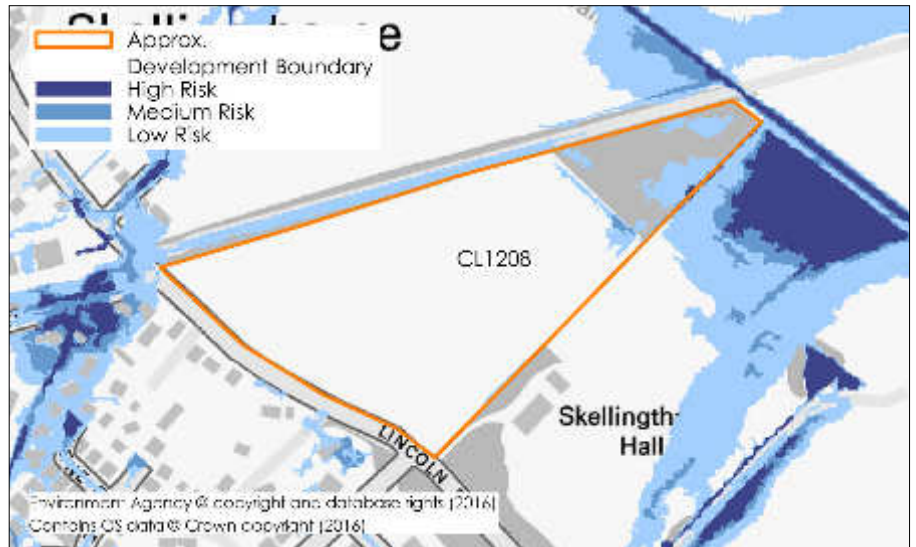 e
Approx.
Development Boundary
High Risk
Medium Risk
Low Risk
CL1208
Skellingth
Hall
LINCOLN
Environment Agency © copyright and database rights (2016)
Contains OS data © Crown copyright (2016)